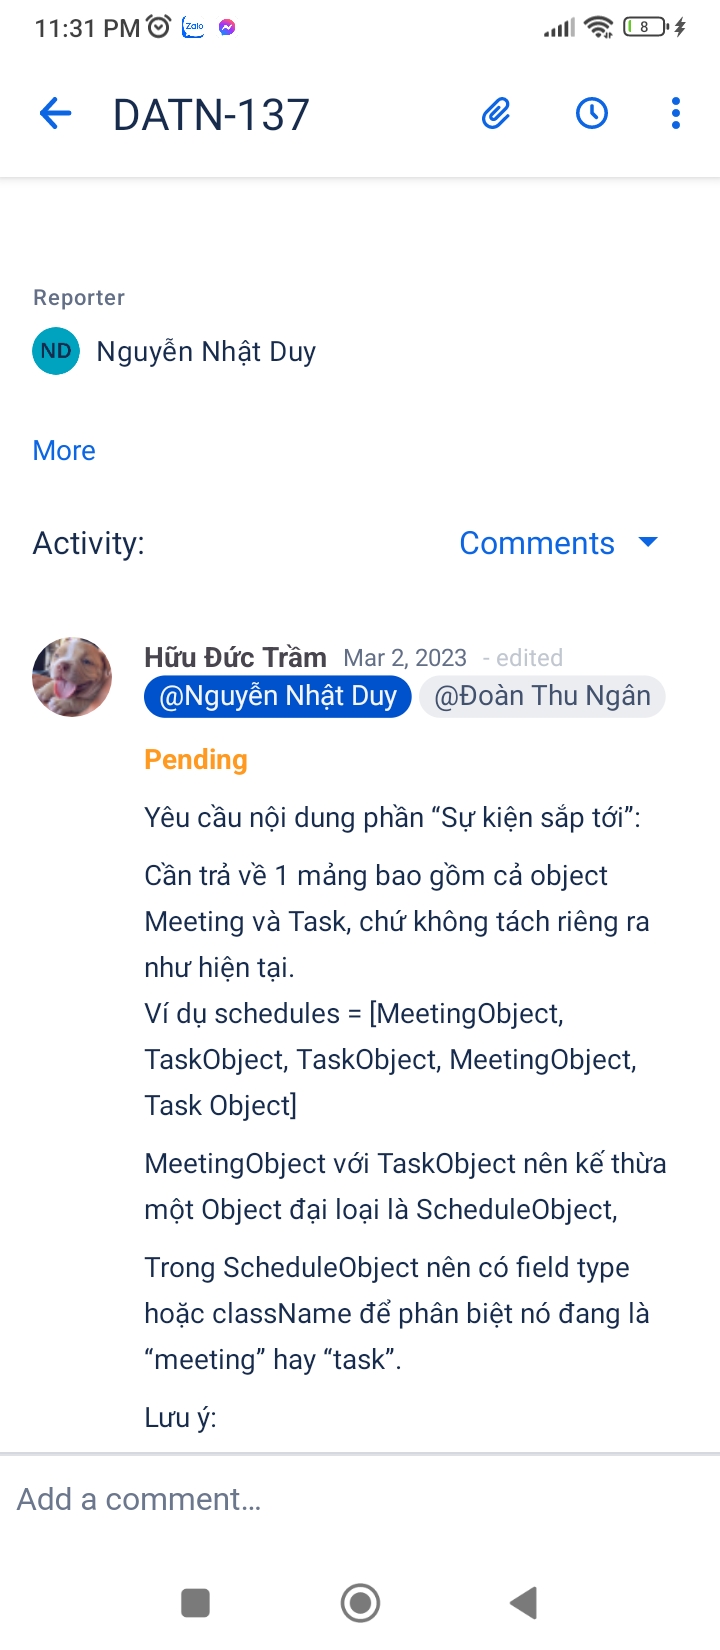 11:31 PM Zalo 8
DATN-137
Reporter
ND Nguyễn Nhật Duy
More
Activity: Comments
Hữu Đức Trầm Mar 2, 2023 - edited
@Nguyễn Nhật Duy @Đoàn Thu Ngân
Pending
Yêu cầu nội dung phần “Sự kiện sắp tới”:
Cần trả về 1 mảng bao gồm cả object
Meeting và Task, chứ không tách riêng ra
như hiện tại.
Ví dụ schedules = [MeetingObject,
TaskObject, TaskObject, MeetingObject,
Task Object]
MeetingObject với TaskObject nên kế thừa
một Object đại loại là ScheduleObject,
Trong ScheduleObject nên có field type
hoặc className để phân biệt nó đang là
“meeting” hay “task”.
Lưu ý:
Add a comment...